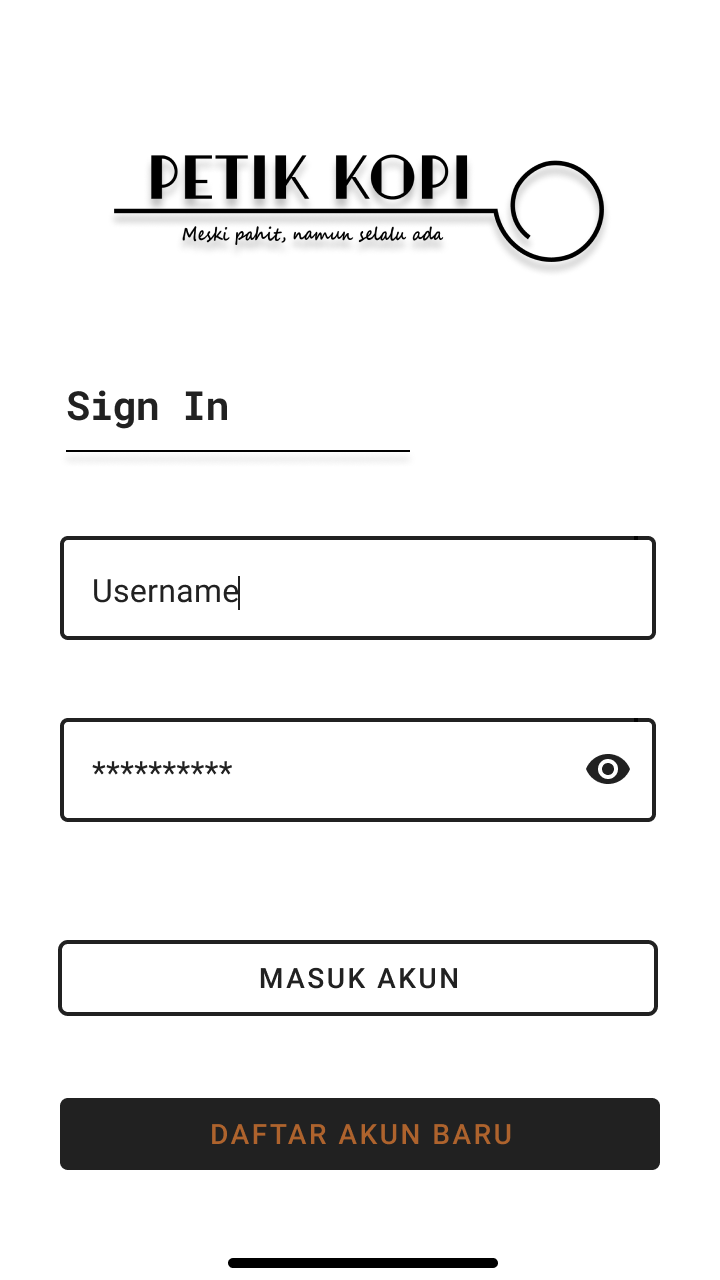 PETIK KOPI
Meski pahit, namun selalu ada
Sign In
Username
**********
MASUK AKUN
DAFTAR AKUN BARU